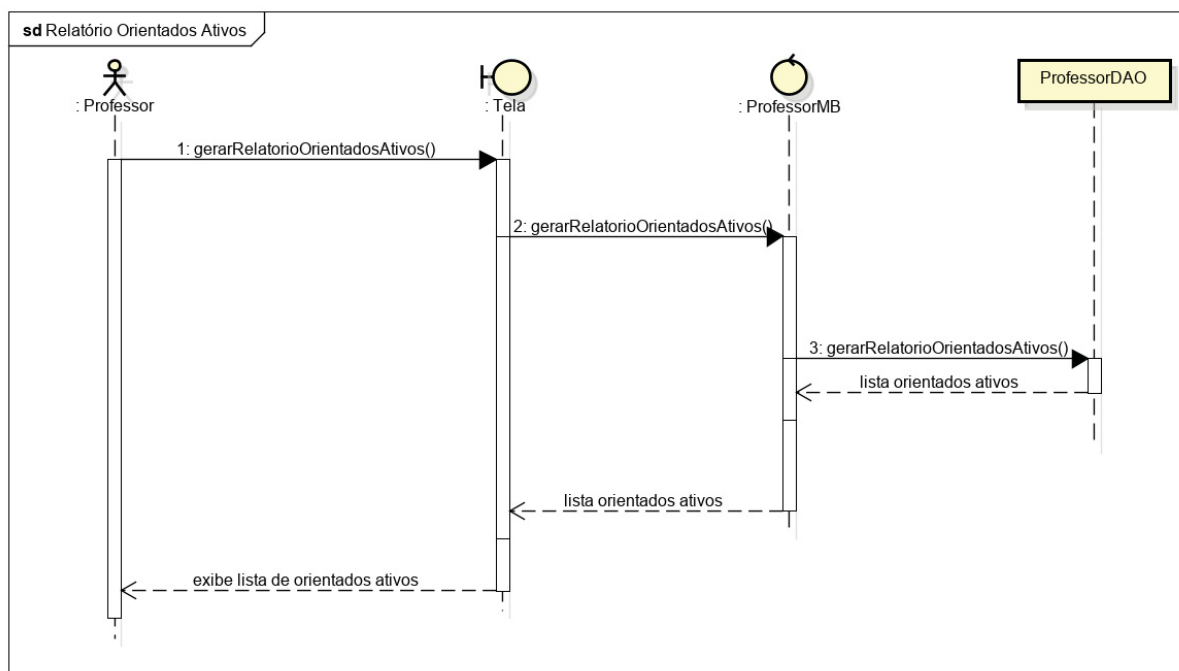 sd Relatório Orientados Ativos
: Professor
: Tela
: ProfessorMB
ProfessorDAO
1: gerarRelatorioOrientadosAtivos()
2: gerarRelatorioOrientadosAtivos()
3: gerarRelatorioOrientadosAtivos()
lista orientados ativos
lista orientados ativos
exibe lista de orientados ativos